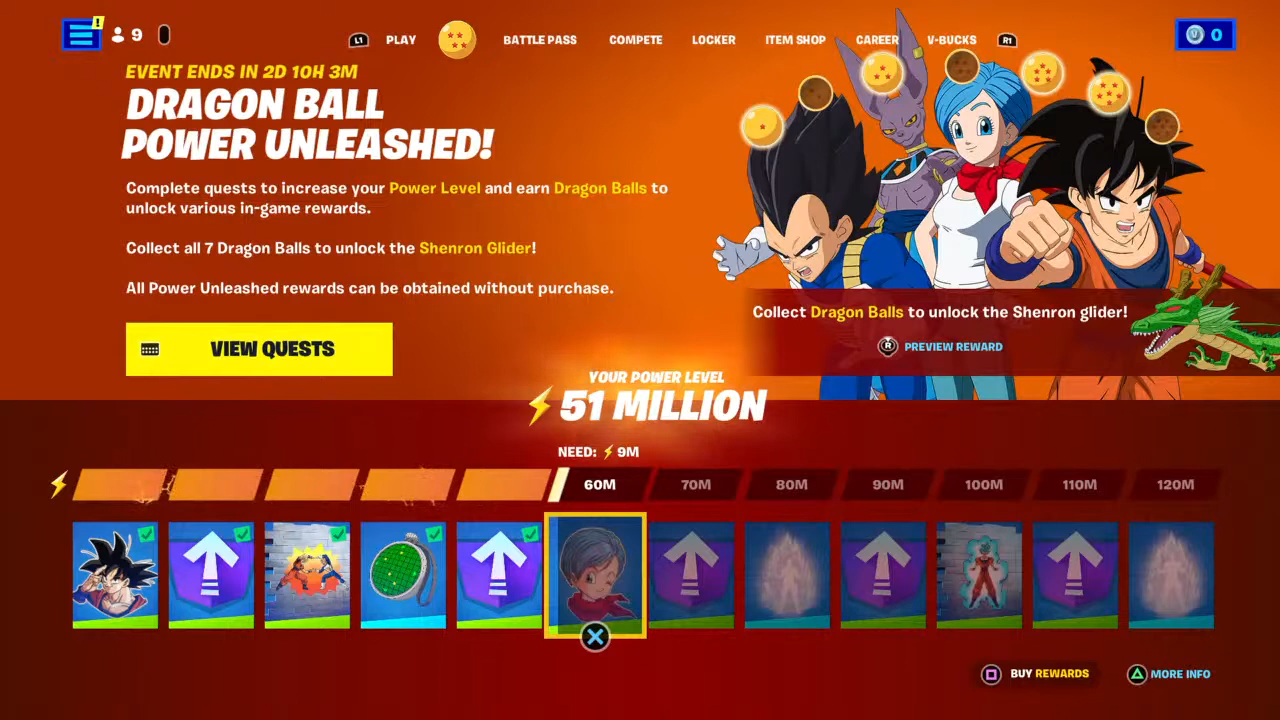 !
9
L1
PLAY
BATTLE PASS
COMPETE
LOCKER
ITEM SHOP
CAREER
V-BUCKS
R1
V
0
EVENT ENDS IN 2D 10H 3M
DRAGON BALL
POWER UNLEASHED!
Complete quests to increase your Power Level and earn Dragon Balls to
unlock various in-game rewards.
Collect all 7 Dragon Balls to unlock the Shenron Glider!
All Power Unleashed rewards can be obtained without purchase.
VIEW QUESTS
Collect Dragon Balls to unlock the Shenron glider!
R PREVIEW REWARD
YOUR POWER LEVEL
51 MILLION
NEED: 9M
60M
70M
80M
90M
100M
110M
120M
BUY REWARDS
MORE INFO